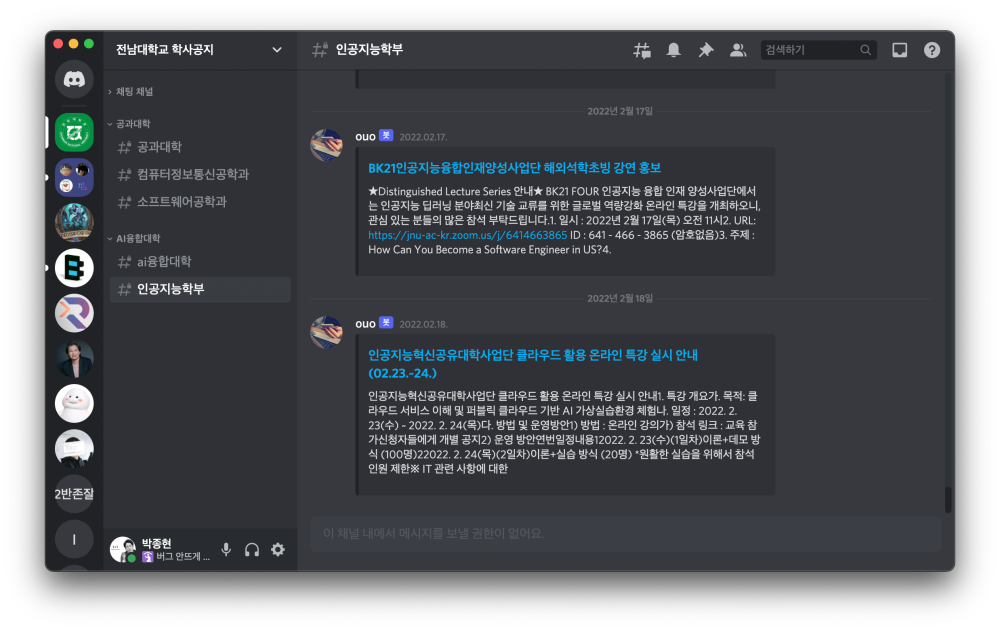 전남대학교 학사공지
인공지능학부
검색하기
채팅 채널
공과대학
공과대학
컴퓨터정보통신공학과
소프트웨어공학과
AI융합대학
ai융합대학
인공지능학부
2반존잘
I
박종현
버그 안뜨게 ...
2022년 2월 17일
ouo 봇 2022.02.17.
BK21인공지능융합인재양성사업단 해외석학초빙 강연 홍보
★Distinguished Lecture Series 안내★ BK21 FOUR 인공지능 융합 인재 양성사업단에서
는 인공지능 딥러닝 분야최신 기술 교류를 위한 글로벌 역량강화 온라인 특강을 개최하오니,
관심 있는 분들의 많은 참석 부탁드립니다.1. 일시 : 2022년 2월 17일(목) 오전 11시2. URL:
https://jnu-ac-kr.zoom.us/j/6414663865 ID : 641 - 466 - 3865 (암호없음)3. 주제 :
How Can You Become a Software Engineer in US?4.
2022년 2월 18일
ouo 봇 2022.02.18.
인공지능혁신공유대학사업단 클라우드 활용 온라인 특강 실시 안내
(02.23.-24.)
인공지능혁신공유대학사업단 클라우드 활용 온라인 특강 실시 안내1. 특강 개요가. 목적: 클
라우드 서비스 이해 및 퍼블릭 클라우드 기반 AI 가상실습환경 체험나. 일정 : 2022. 2.
23(수) ~ 2022. 2. 24(목)다. 방법 및 운영방안1) 방법 : 온라인 강의가) 참석 링크 : 교육 참
가신청자들에게 개별 공지2) 운영 방안연번일정내용12022. 2. 23(수)(1일차)이론+데모 방
식 (100명)22022. 2. 24(목)(2일차)이론+실습 방식 (20명) *원활한 실습을 위해서 참석
인원 제한※ IT 관련 사항에 대한
이 채널 내에서 메시지를 보낼 권한이 없어요.